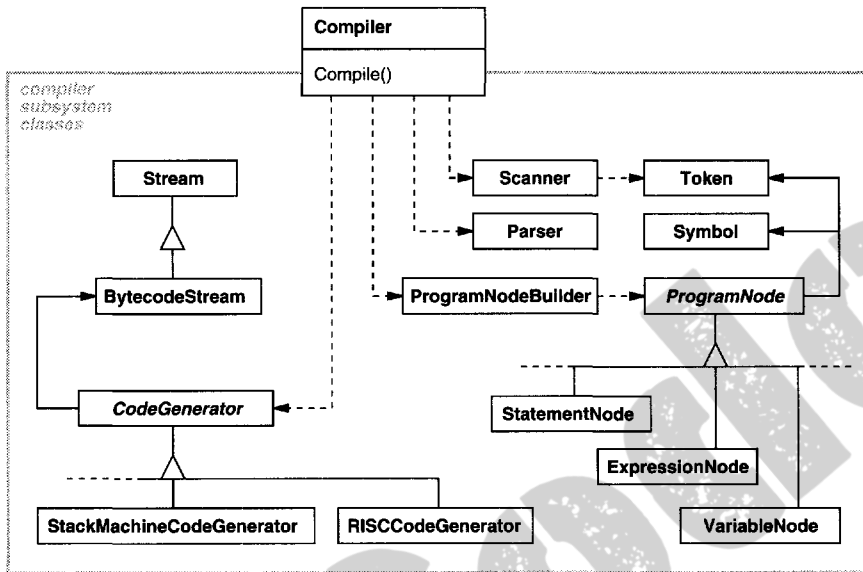 Compiler
Compile()
compiler
subsystem
classes
Stream
Scanner
Token
Parser
Symbol
BytecodeStream
ProgramNodeBuilder
ProgramNode
CodeGenerator
StatementNode
ExpressionNode
StackMachineCodeGenerator
RISCCodeGenerator
VariableNode